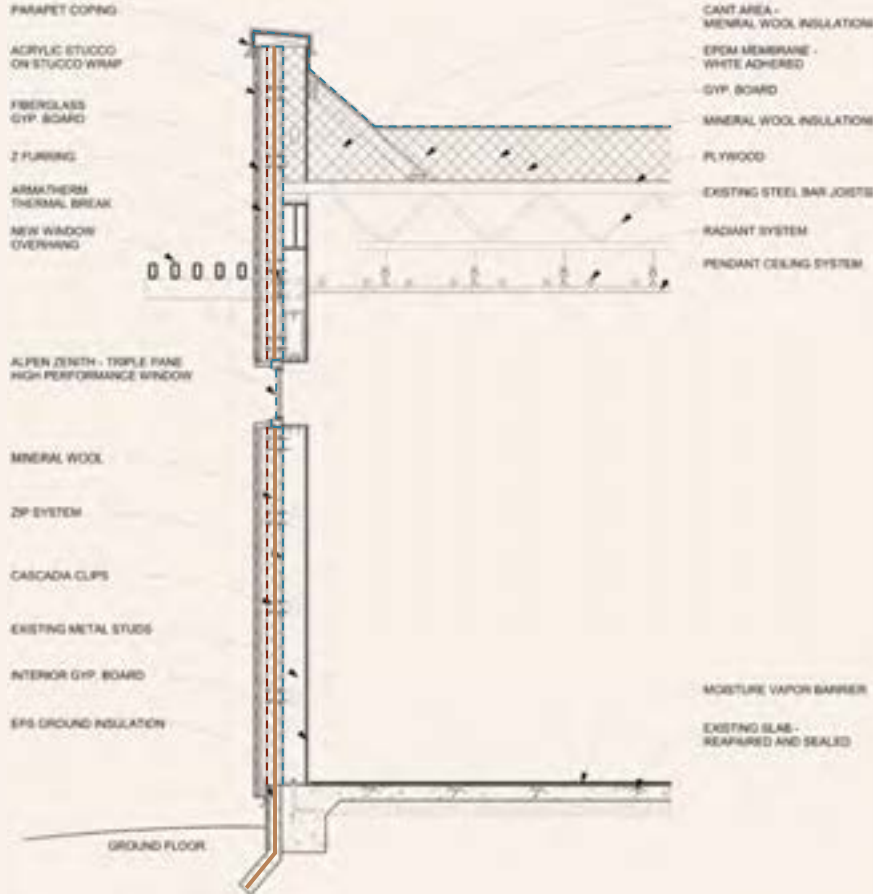 PARAPET COPING
ACRYLIC STUCCO
ON STUCCO WRAP
FIBERGLASS
GYP. BOARD
Z FURRING
ARMATHERM
THERMAL BREAK
NEW WINDOW
OVERHANG
ALPEN ZENITH - TRIPLE PANE
HIGH PERFORMANCE WINDOW
MINERAL WOOL
ZIP SYSTEM
CASCADIA CLIPS
EXISTING METAL STUDS
INTERIOR GYP. BOARD
EPS GROUND INSULATION
GROUND FLOOR
CANT AREA -
MIENRAL WOOL INSULATION
EPDM MEMBRANE -
WHITE ADHERED
GYP. BOARD
MINERAL WOOL INSULATION
PLYWOOD
EXISTING STEEL BAR JOISTS
RADIANT SYSTEM
PENDANT CEILING SYSTEM
MOISTURE VAPOR BARRIER
EXISTING SLAB -
REAPAIRED AND SEALED